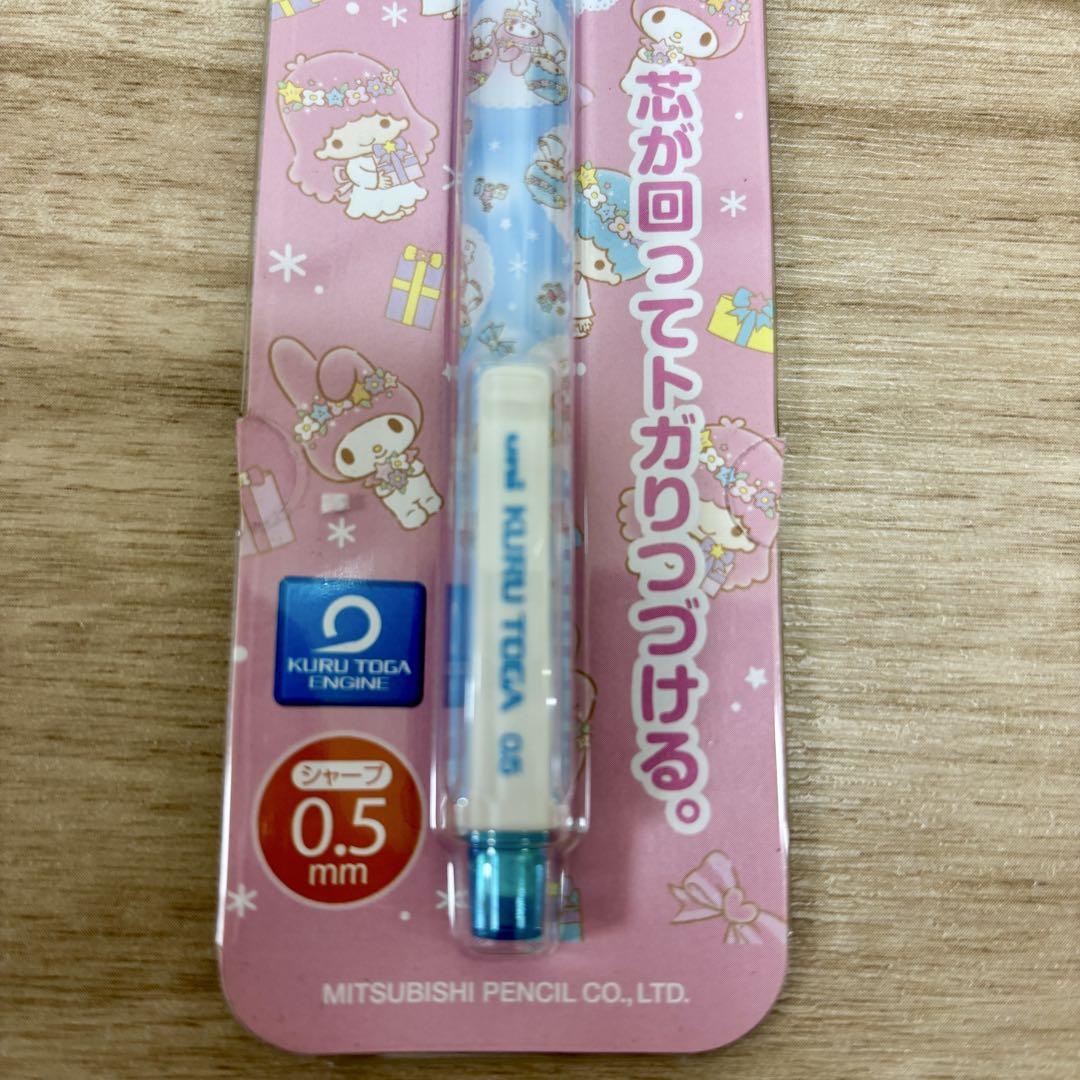 芯が回ってトガりつづける。
uni KURU TOGA 0.5
KURU TOGA
ENGINE
シャープ
0.5
mm
MITSUBISHI PENCIL CO., LTD.